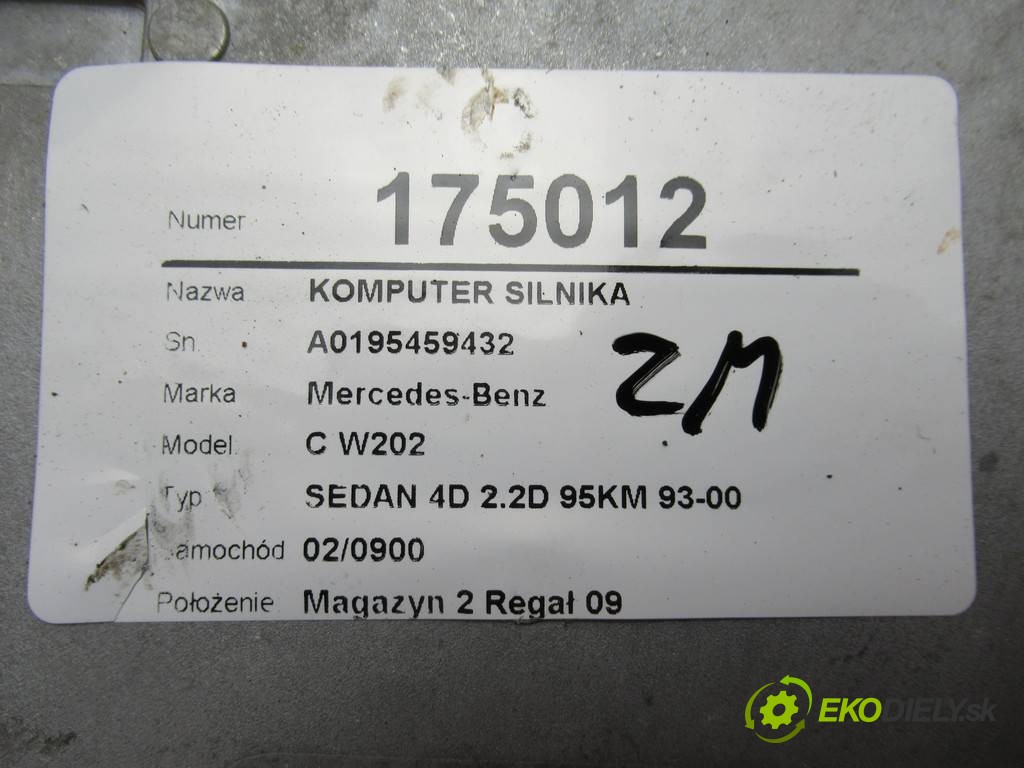 Numer 175012
Nazwa KOMPUTER SILNIKA
Sn A0195459432
Marka Mercedes-Benz
Model C W202
Typ SEDAN 4D 2.2D 95KM 93-00
Samochód 02/0900
Położenie Magazyn 2 Regał 09
ZM
EKODIELY.sk